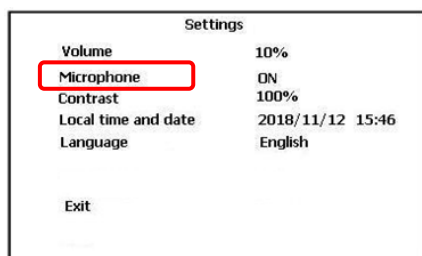 Settings
Volume 10%
Microphone ON
Contrast 100%
Local time and date 2018/11/12 15:46
Language English
Exit